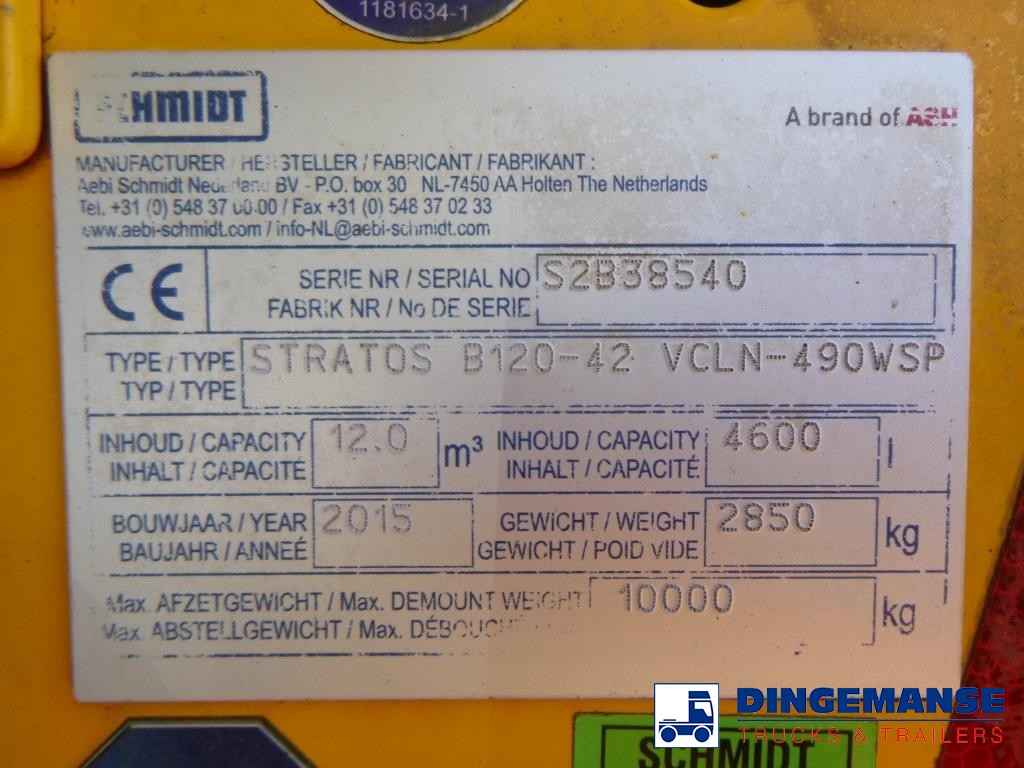 1181634-1
SCHMIDT
A brand of ASH
MANUFACTURER / HERSTELLER / FABRICANT / FABRIKANT :
Aebi Schmidt Nederland BV - P.O. box 30 NL-7450 AA Holten The Netherlands
Tel. +31 (0) 548 37 00 00 / Fax +31 (0) 548 37 02 33
www.aebi-schmidt.com / info-NL@aebi-schmidt.com
CE
SERIE NR / SERIAL NO S2B38540
FABRIK NR / No DE SERIE
TYPE / TYPE STRATOS B120-42 VCLN-490WSP
TYP / TYPE
INHOUD / CAPACITY 12.0 m³ INHOUD / CAPACITY 4600 l
INHALT / CAPACITÉ INHALT / CAPACITÉ
BOUWJAAR / YEAR 2015 GEWICHT / WEIGHT 2850 kg
BAUJAHR / ANNEÉ GEWICHT / POID VIDE
Max. AFZETGEWICHT / Max. DEMOUNT WEIGHT 10000 kg
Max. ABSTELLGEWICHT / Max.
SCHMIDT
DINGEMANSE
TRUCKS & TRAILERS